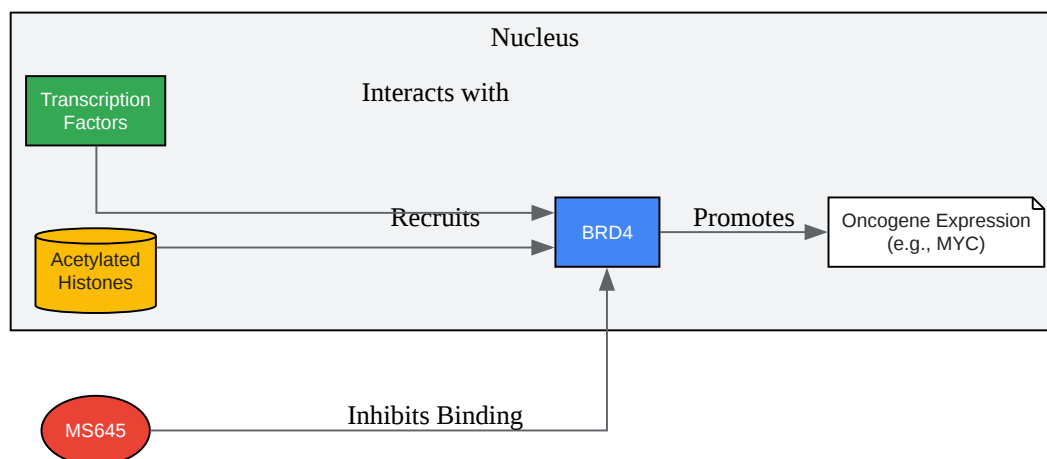 Nucleus
Interacts with
Transcription
Factors
Recruits
BRD4
Promotes
Oncogene Expression
(e.g., MYC)
Acetylated
Histones
Inhibits Binding
MS645